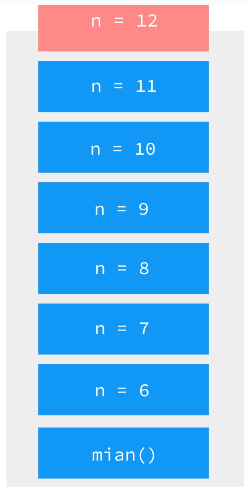 n = 12
n = 11
n = 10
n = 9
n = 8
n = 7
n = 6
mian()